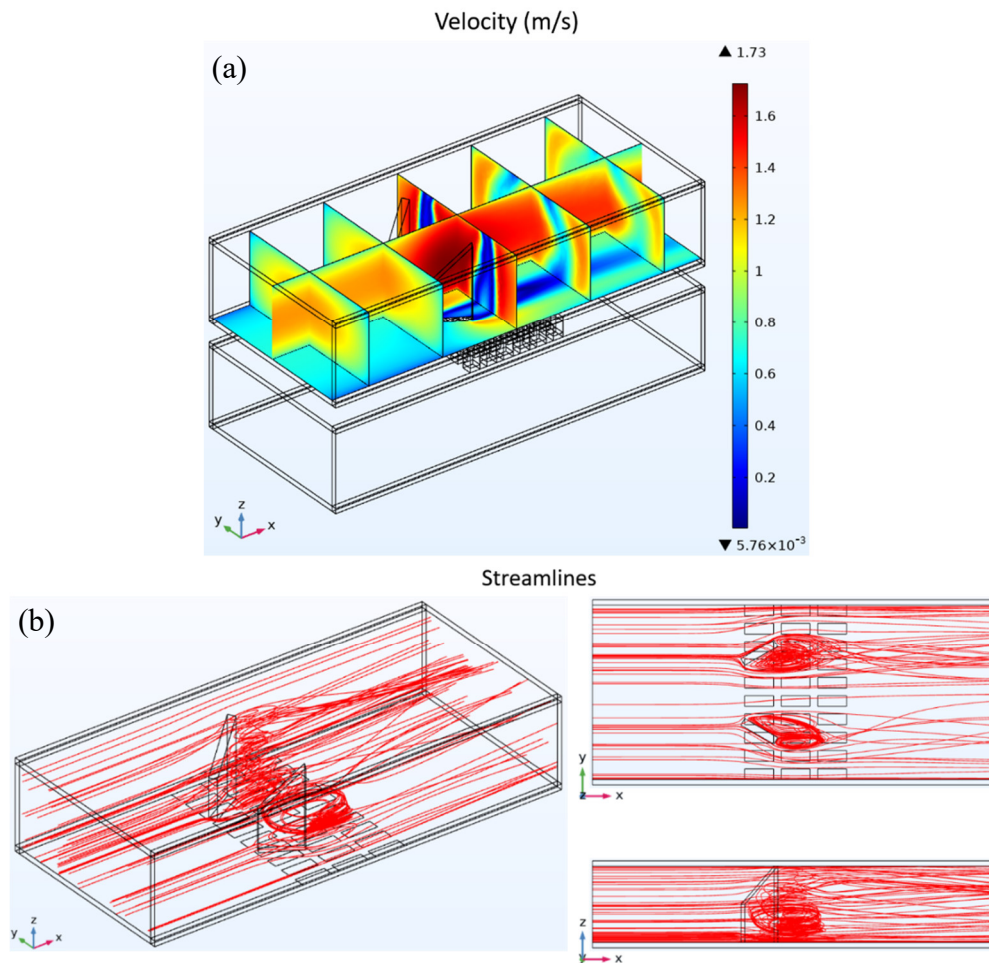 Velocity (m/s)
(a)
▲ 1.73
1.6
1.4
1.2
1
0.8
0.6
0.4
0.2
▼ 5.76×10⁻³
z
y
x
Streamlines
(b)
y
z
x
z
y
x
z
y
x